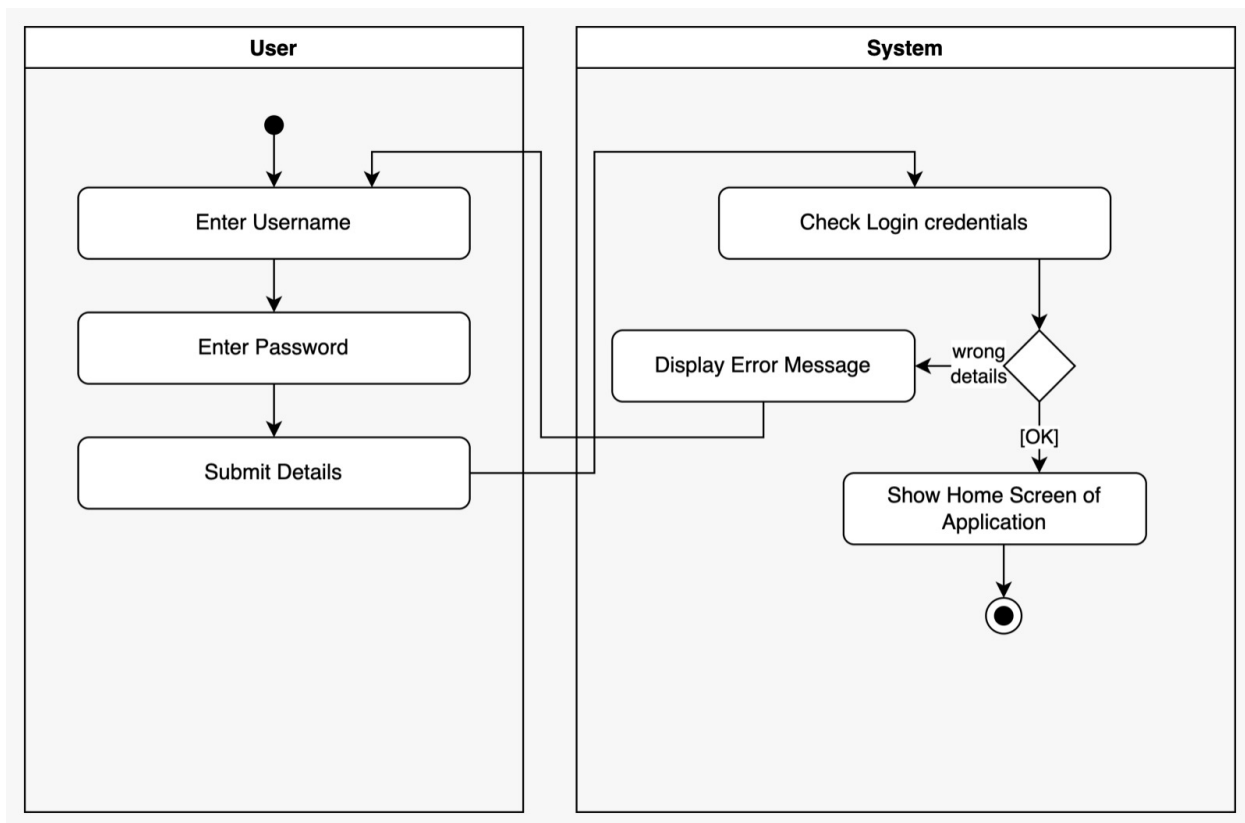 User
System
Enter Username
Check Login credentials
Enter Password
wrong
details
Display Error Message
[OK]
Submit Details
Show Home Screen of
Application